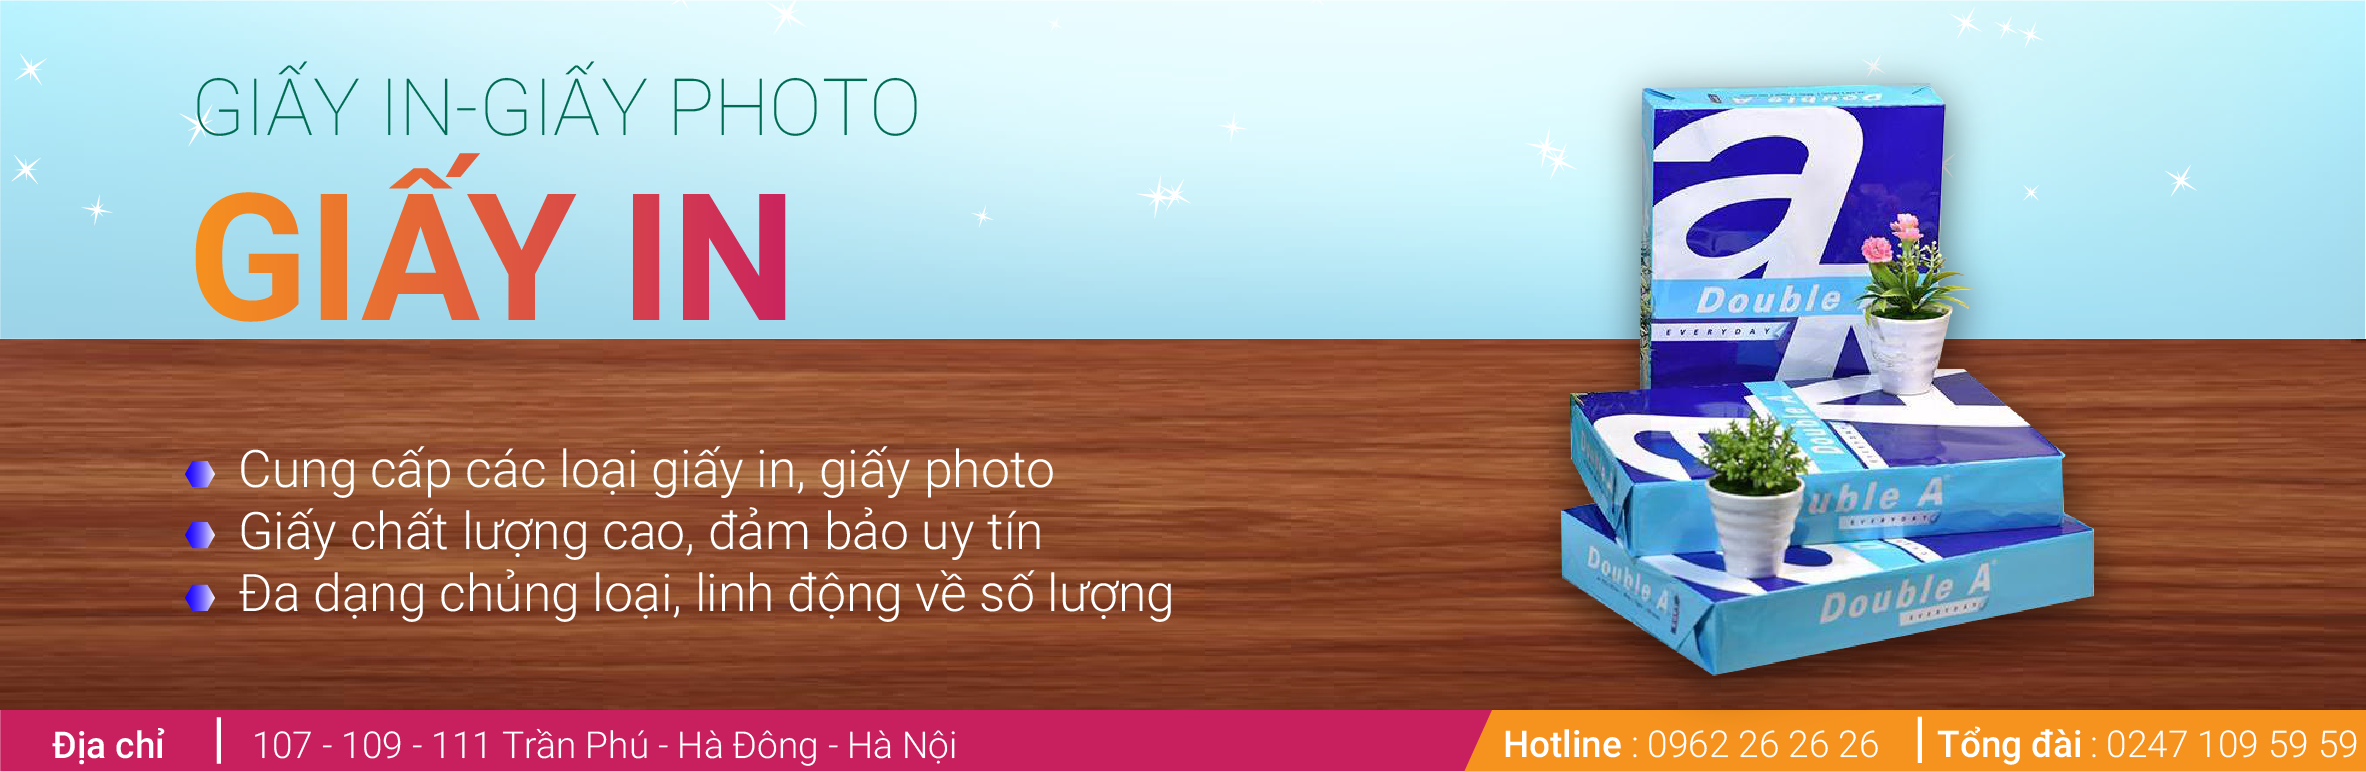 GIẤY IN-GIẤY PHOTO
GIẤY IN
Cung cấp các loại giấy in, giấy photo
Giấy chất lượng cao, đảm bảo uy tín
Đa dạng chủng loại, linh động về số lượng
Double A
a
Double
EVERYDAY
Double A
uble A
EVERYDAY
Double A
Double A
EVERYDAY
Địa chỉ | 107 - 109 - 111 Trần Phú - Hà Đông - Hà Nội
Hotline : 0962 26 26 26 | Tổng đài : 0247 109 59 59